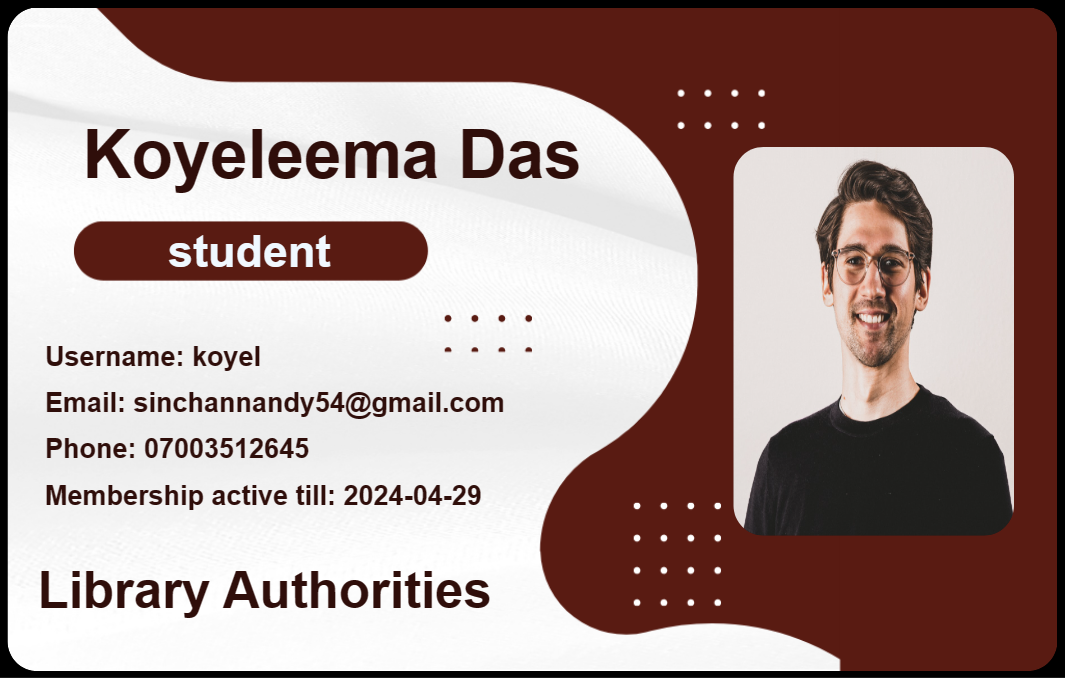 Koyeleema Das
student
Username: koyel
Email: sinchannandy54@gmail.com
Phone: 07003512645
Membership active till: 2024-04-29
Library Authorities